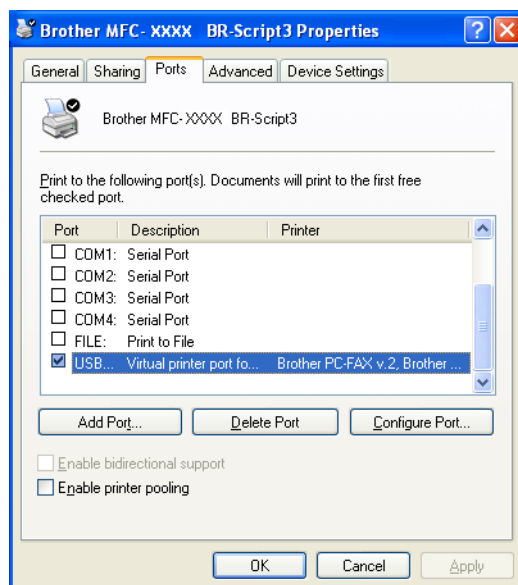 Brother MFC- XXXX BR-Script3 Properties
General Sharing Ports Advanced Device Settings
Brother MFC- XXXX BR-Script3
Print to the following port(s). Documents will print to the first free
checked port.
Port Description Printer
COM1: Serial Port
COM2: Serial Port
COM3: Serial Port
COM4: Serial Port
FILE: Print to File
USB... Virtual printer port fo... Brother PC-FAX v.2, Brother ...
Add Port... Delete Port Configure Port...
Enable bidirectional support
Enable printer pooling
OK Cancel Apply